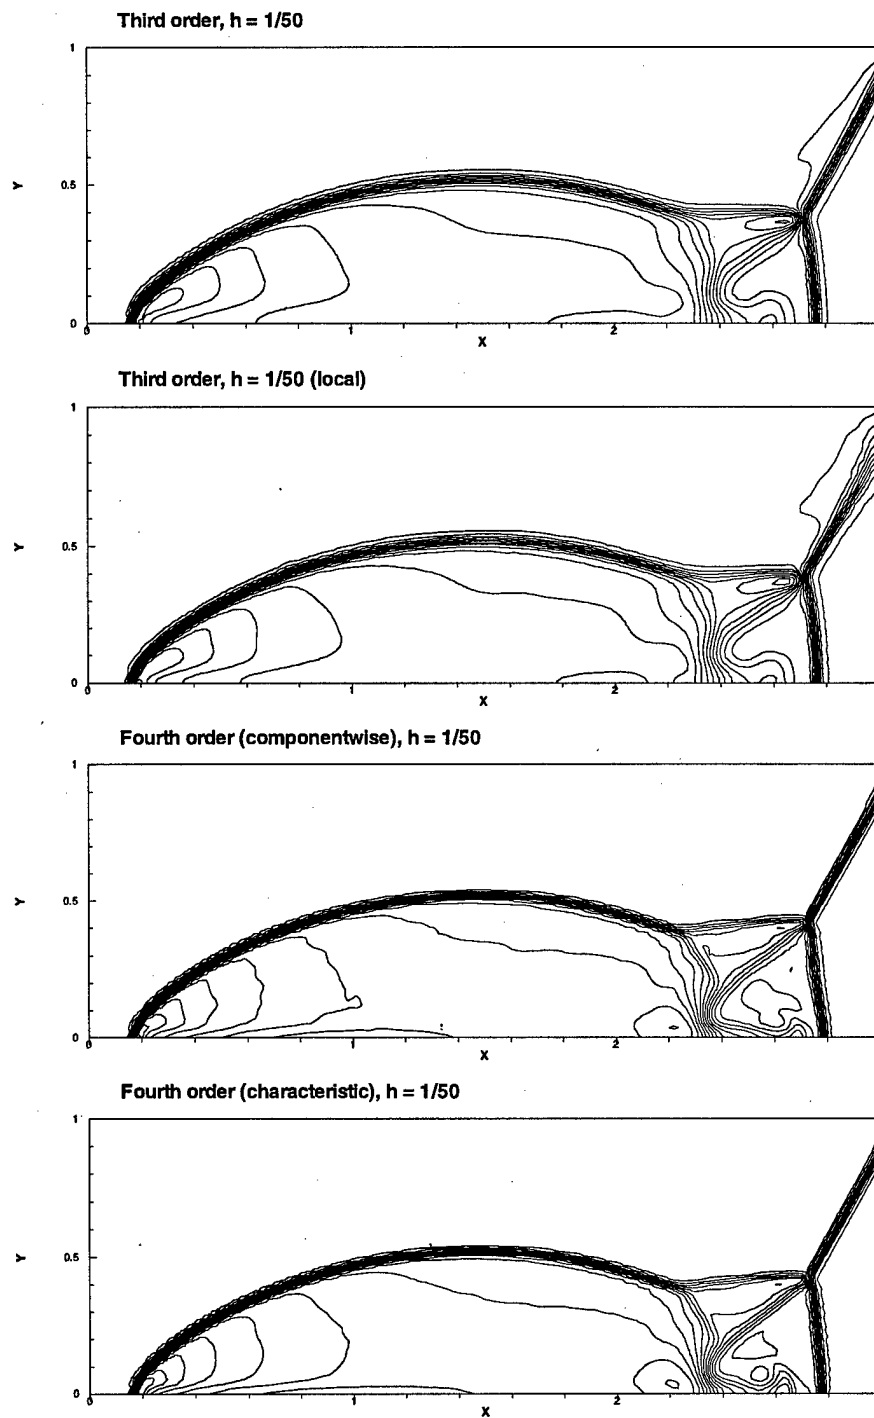 Third order, h = 1/50
1
Y
0.5
0
0
1
X
2
Third order, h = 1/50 (local)
1
Y
0.5
0
0
1
X
2
Fourth order (componentwise), h = 1/50
1
Y
0.5
0
0
1
X
2
Fourth order (characteristic), h = 1/50
1
Y
0.5
0
0
1
X
2